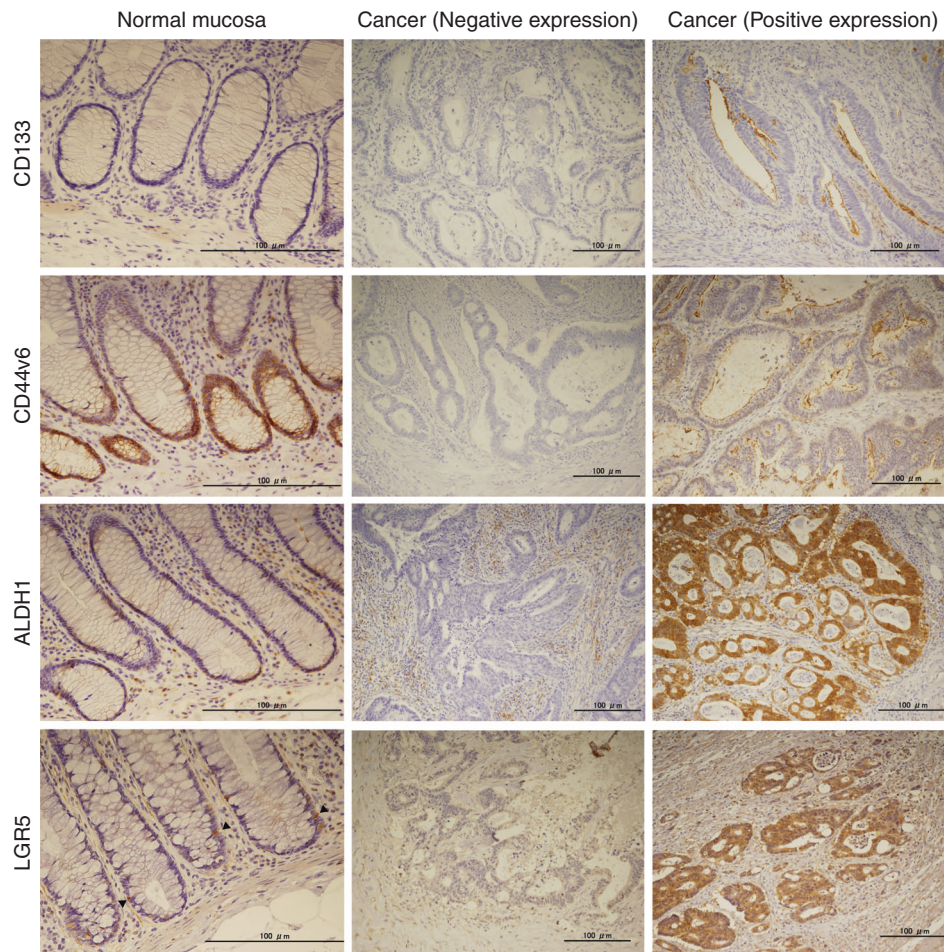 Normal mucosa
Cancer (Negative expression)
Cancer (Positive expression)
CD133
100 μm
100 μm
100 μm
CD44v6
100 μm
100 μm
100 μm
ALDH1
100 μm
100 μm
100 μm
LGR5
100 μm
100 μm
100 μm